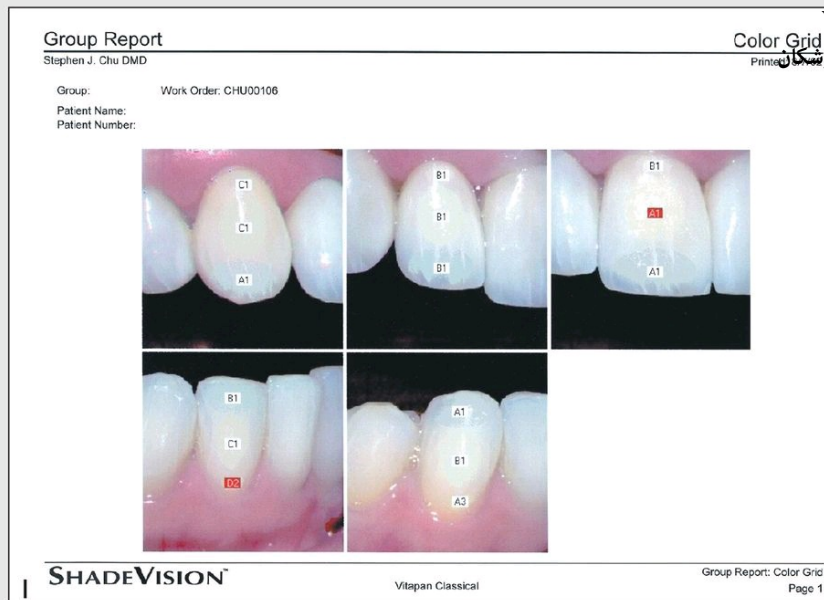 Group Report
Color Grid
Stephen J. Chu DMD
Printed:
شکان
Group:
Work Order: CHU00106
Patient Name:
Patient Number:
C1
C1
A1
B1
B1
B1
B1
A1
A1
B1
C1
D2
A1
B1
A3
SHADEVISION™
Vitapan Classical
Group Report: Color Grid
Page 1